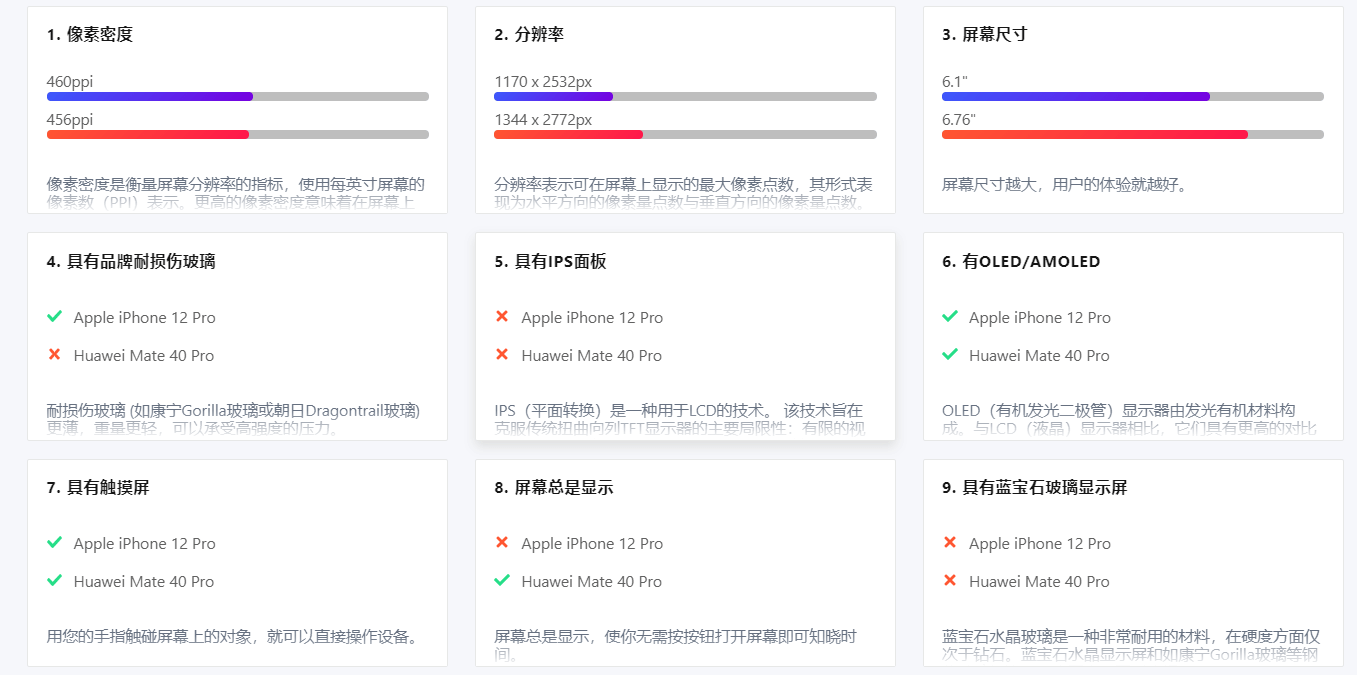 1. 像素密度
460ppi
456ppi
像素密度是衡量屏幕分辨率的指标，使用每英寸屏幕的
像素数（PPI）表示。更高的像素密度意味着在屏幕上
2. 分辨率
1170 x 2532px
1344 x 2772px
分辨率表示可在屏幕上显示的最大像素点数，其形式表
现为水平方向的像素量点数与垂直方向的像素量点数。
3. 屏幕尺寸
6.1"
6.76"
屏幕尺寸越大，用户的体验就越好。
4. 具有品牌耐损伤玻璃
Apple iPhone 12 Pro
Huawei Mate 40 Pro
耐损伤玻璃 (如康宁Gorilla玻璃或朝日Dragontrail玻璃)
更薄，重量更轻，可以承受高强度的压力。
5. 具有IPS面板
Apple iPhone 12 Pro
Huawei Mate 40 Pro
IPS（平面转换）是一种用于LCD的技术。 该技术旨在
克服传统扭曲向列TFT显示器的主要局限性：有限的视
6. 有OLED/AMOLED
Apple iPhone 12 Pro
Huawei Mate 40 Pro
OLED（有机发光二极管）显示器由发光有机材料构
成。与LCD（液晶）显示器相比，它们具有更高的对比
7. 具有触摸屏
Apple iPhone 12 Pro
Huawei Mate 40 Pro
用您的手指触碰屏幕上的对象，就可以直接操作设备。
8. 屏幕总是显示
Apple iPhone 12 Pro
Huawei Mate 40 Pro
屏幕总是显示，使你无需按按钮打开屏幕即可知晓时
间。
9. 具有蓝宝石玻璃显示屏
Apple iPhone 12 Pro
Huawei Mate 40 Pro
蓝宝石水晶玻璃是一种非常耐用的材料，在硬度方面仅
次于钻石。蓝宝石水晶显示屏和如康宁Gorilla玻璃等钢